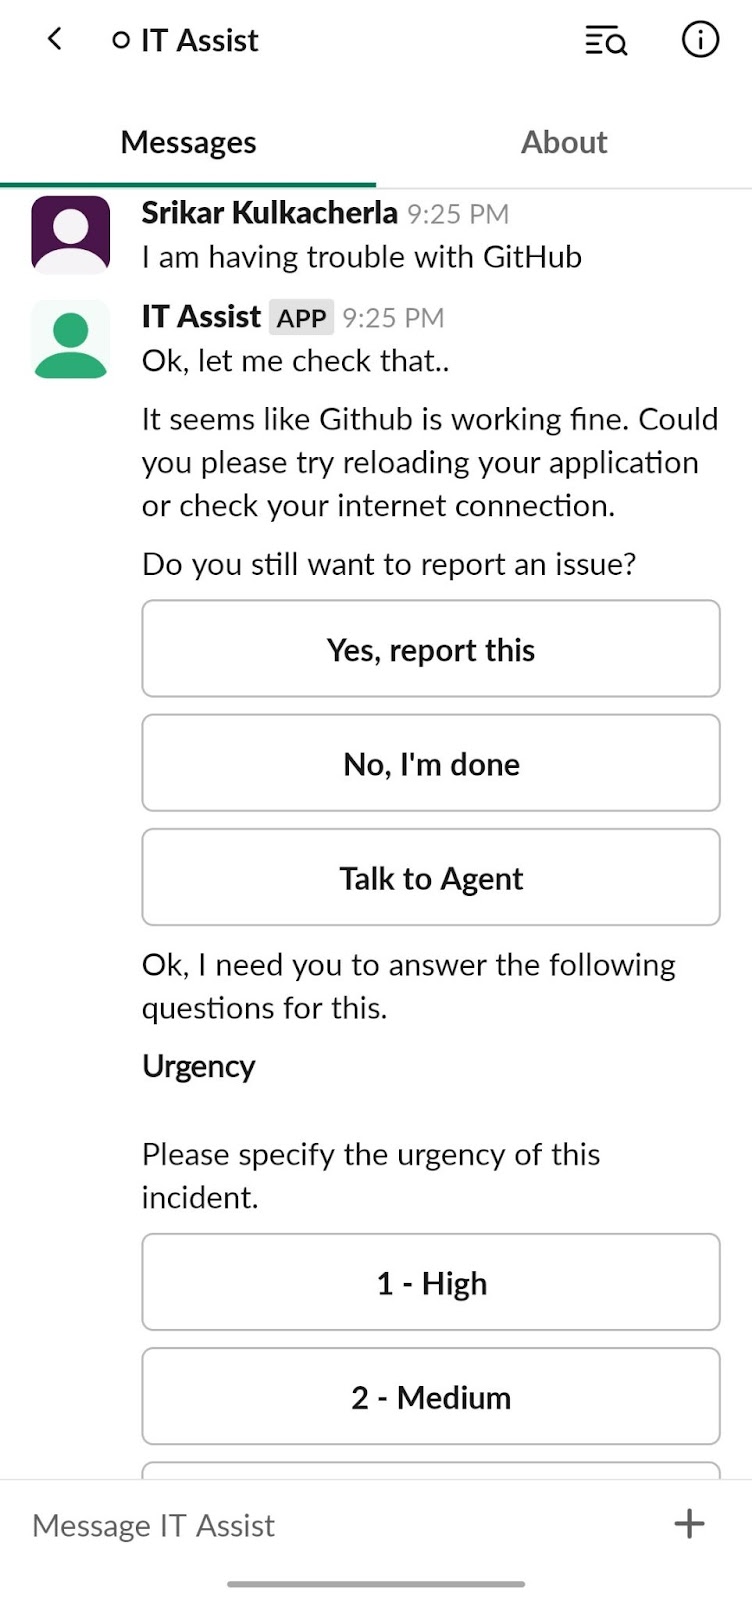 IT Assist
Messages
About
Srikar Kulkacherla 9:25 PM
I am having trouble with GitHub
IT Assist APP 9:25 PM
Ok, let me check that..
It seems like Github is working fine. Could
you please try reloading your application
or check your internet connection.
Do you still want to report an issue?
Yes, report this
No, I'm done
Talk to Agent
Ok, I need you to answer the following
questions for this.
Urgency
Please specify the urgency of this
incident.
1 - High
2 - Medium
Message IT Assist